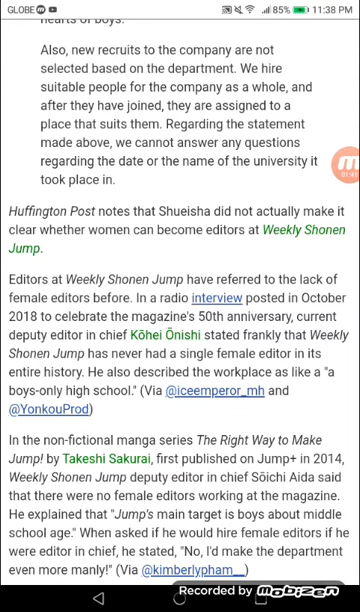 GLOBE
85% 11:38 PM
hearts of boys.
Also, new recruits to the company are not
selected based on the department. We hire
suitable people for the company as a whole, and
after they have joined, they are assigned to a
place that suits them. Regarding the statement
made above, we cannot answer any questions
regarding the date or the name of the university it
took place in.
01:41
Huffington Post notes that Shueisha did not actually make it
clear whether women can become editors at Weekly Shonen
Jump.
Editors at Weekly Shonen Jump have referred to the lack of
female editors before. In a radio interview posted in October
2018 to celebrate the magazine's 50th anniversary, current
deputy editor in chief Kōhei Ōnishi stated frankly that Weekly
Shonen Jump has never had a single female editor in its
entire history. He also described the workplace as like a "a
boys-only high school." (Via @iceemperor_mh and
@YonkouProd)
In the non-fictional manga series The Right Way to Make
Jump! by Takeshi Sakurai, first published on Jump+ in 2014,
Weekly Shonen Jump deputy editor in chief Sōichi Aida said
that there were no female editors working at the magazine.
He explained that "Jump's main target is boys about middle
school age." When asked if he would hire female editors if he
were editor in chief, he stated, "No, I'd make the department
even more manly!" (Via @kimberlypham__)
Recorded by Mobizen